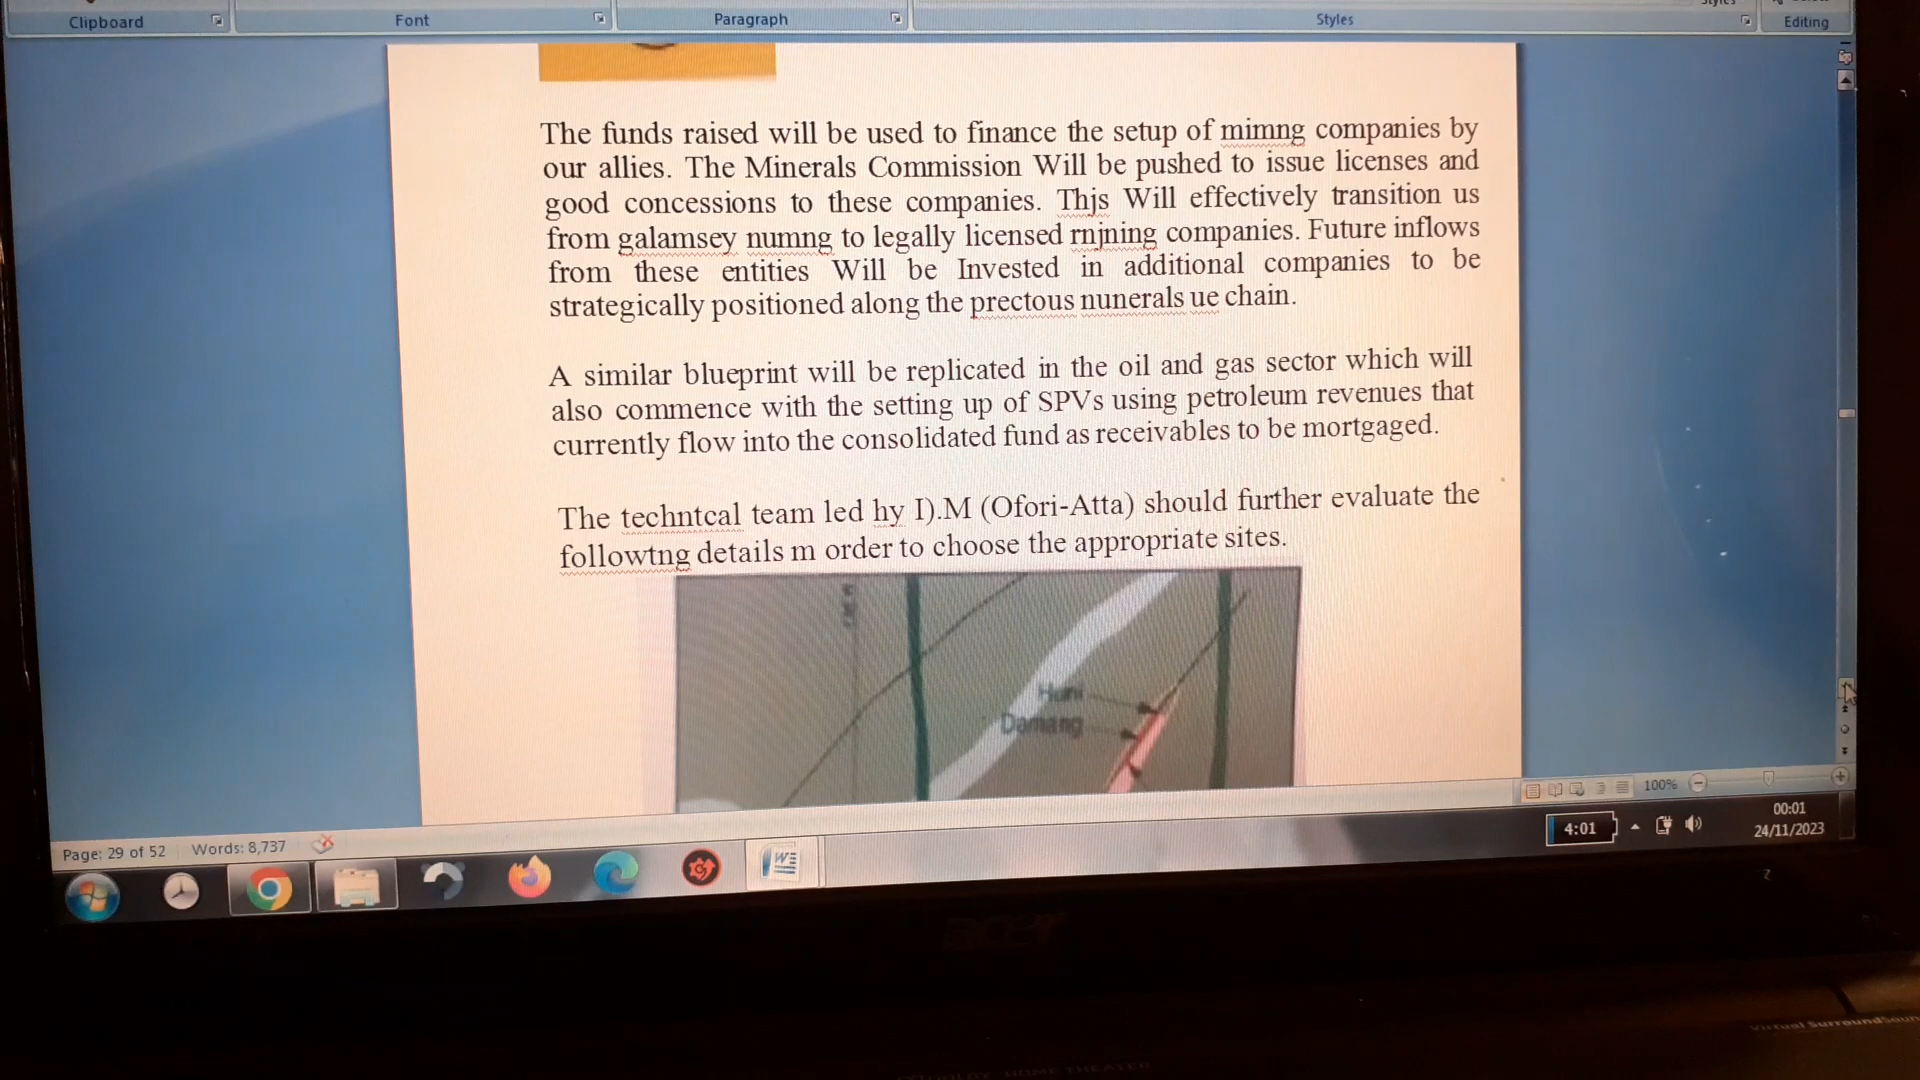 Clipboard
Font
Paragraph
Styles
Editing
The funds raised will be used to finance the setup of mimng companies by
our allies. The Minerals Commission Will be pushed to issue licenses and
good concessions to these companies. Thjs Will effectively transition us
from galamsey numng to legally licensed rnjning companies. Future inflows
from these entities Will be Invested in additional companies to be
strategically positioned along the prectous nunerals ue chain.
A similar blueprint will be replicated in the oil and gas sector which will
also commence with the setting up of SPVs using petroleum revenues that
currently flow into the consolidated fund as receivables to be mortgaged.
The techntcal team led hy I).M (Ofori-Atta) should further evaluate the
followtng details m order to choose the appropriate sites.
Huni
Damang
100%
Page: 29 of 52 Words: 8,737
4:01
00:01
24/11/2023
acer
Virtual SurroundSoun
HOME THEATER